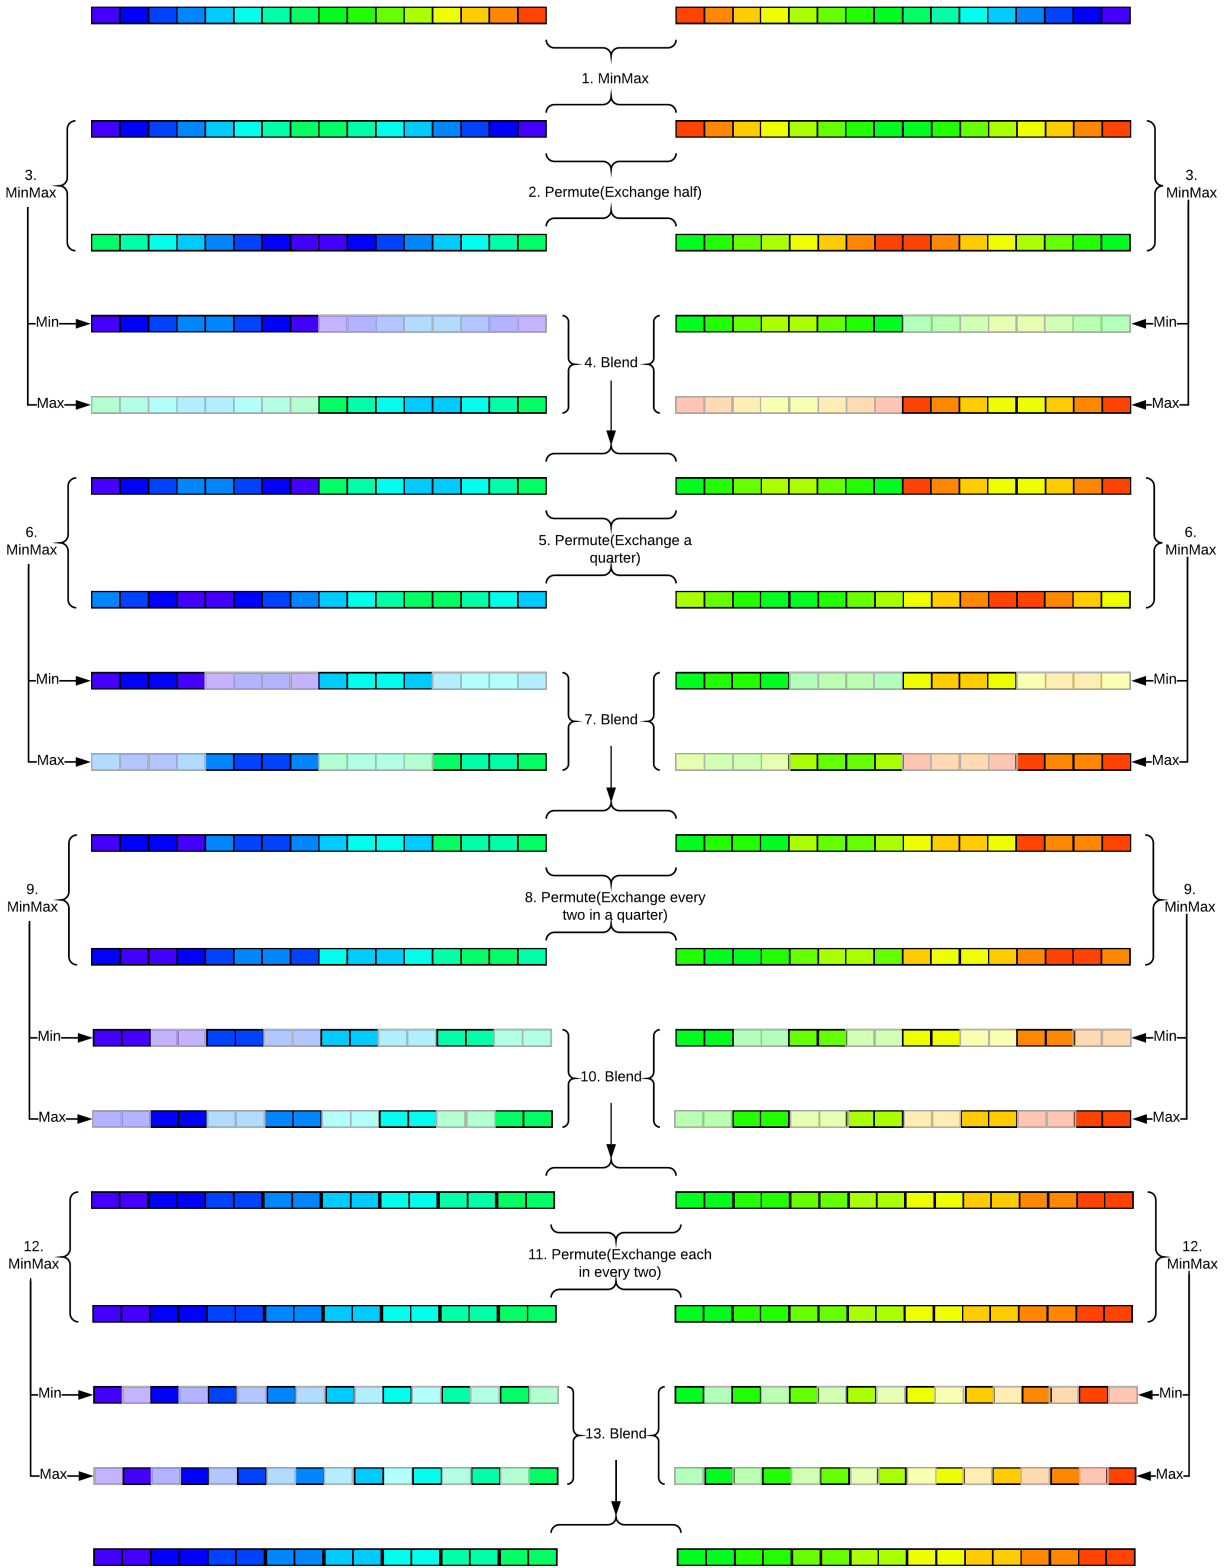 1. MinMax
3.
MinMax
2. Permute(Exchange half)
3.
MinMax
Min
Min
4. Blend
Max
Max
6.
MinMax
5. Permute(Exchange a
quarter)
6.
MinMax
Min
Min
7. Blend
Max
Max
9.
MinMax
8. Permute(Exchange every
two in a quarter)
9.
MinMax
Min
Min
10. Blend
Max
Max
12.
MinMax
11. Permute(Exchange each
in every two)
12.
MinMax
Min
Min
13. Blend
Max
Max